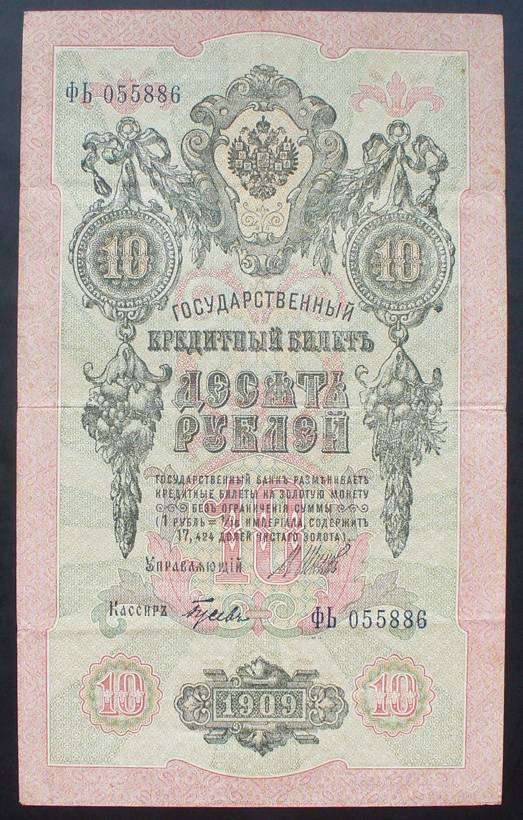 ФЬ 055886
10
10
ГОСУДАРСТВЕННЫЙ
КРЕДИТНЫЙ БИЛЕТЪ
ДЕСЯТЬ
РУБЛЕЙ
ГОСУДАРСТВЕННЫЙ БАНКЪ РАЗМѢНИВАЕТЪ
КРЕДИТНЫЕ БИЛЕТЫ НА ЗОЛОТУЮ МОНЕТУ
БЕЗЪ ОГРАНИЧЕНІЯ СУММЫ
(1 РУБЛЬ = 1/15 ИМПЕРІАЛА, СОДЕРЖИТЪ
17,424 ДОЛЕЙ ЧИСТАГО ЗОЛОТА).
10
Управляющій
Кассиръ
ФЬ 055886
10
1909
10